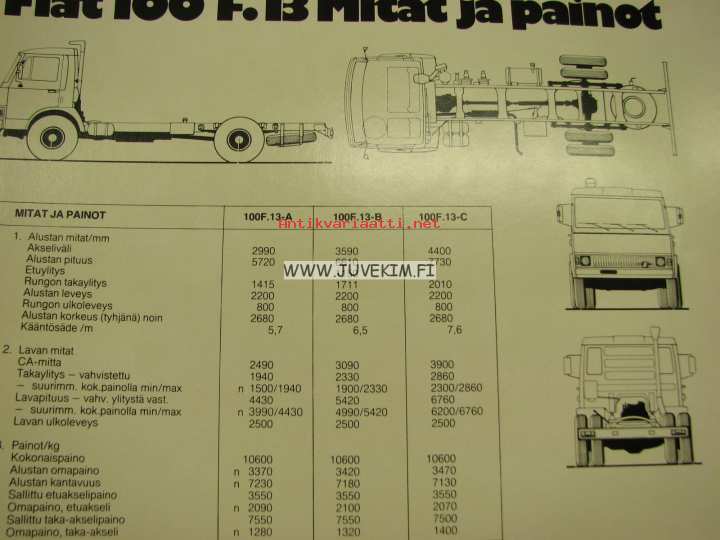 Fiat 100 F.13 Mitat ja painot
MITAT JA PAINOT 100F.13-A 100F.13-B 100F.13-C
Antikvariaatti.net
1. Alustan mitat/mm
Akseliväli 2990 3590 4400
Alustan pituus 5720 7730
Etuylitys
WWW.JUVEKIM.FI
Rungon takaylitys 1415 1711 2010
Alustan leveys 2200 2200 2200
Rungon ulkoleveys 800 800 800
Alustan korkeus (tyhjänä) noin 2680 2680 2680
Kääntösäde /m 5,7 6,5 7,6
2. Lavan mitat
CA-mitta 2490 3090 3900
Takaylitys – vahvistettu 1940 2330 2860
– suurimm. kok.painolla min/max n 1500/1940 1900/2330 2300/2860
Lavapituus – vahv. ylitystä vast. 4430 5420 6760
– suurimm. kok.painolla min/max n 3990/4430 4990/5420 6200/6760
Lavan ulkoleveys 2500 2500 2500
3. Painot/kg
Kokonaispaino 10600 10600 10600
Alustan omapaino n 3370 3420 3470
Alustan kantavuus n 7230 7180 7130
Sallittu etuakselipaino 3550 3550 3550
Omapaino, etuakseli n 2090 2100 2070
Sallittu taka-akselipaino 7550 7550 7500
Omapaino, taka-akseli n 1280 1320 1400
WWW.JUVEKIM.FI